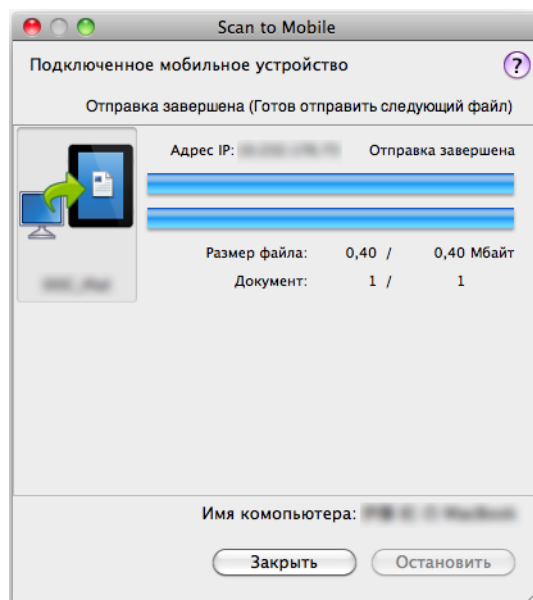 Scan to Mobile
Подключенное мобильное устройство ?
Отправка завершена (Готов отправить следующий файл)
Адрес IP: Отправка завершена
Размер файла: 0,40 / 0,40 Мбайт
Документ: 1 / 1
Имя комопьютера:
Закрыть Остановить